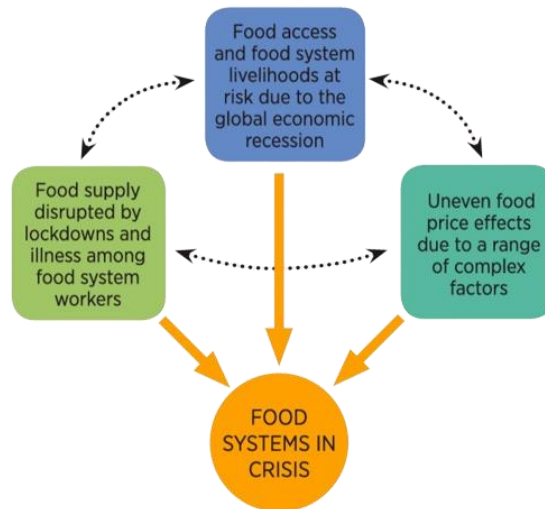 Food access
and food system
livelihoods at
risk due to the
global economic
recession
Food supply
disrupted by
lockdowns and
illness among
food system
workers
Uneven food
price effects
due to a range
of complex
factors
FOOD
SYSTEMS IN
CRISIS